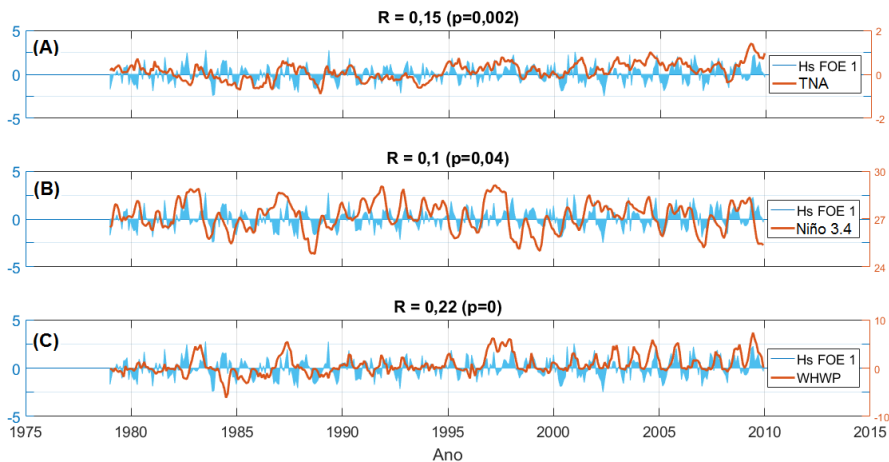 R = 0,15 (p=0,002)
(A)
5
0
-5
2
0
-2
Hs FOE 1
TNA
R = 0,1 (p=0,04)
(B)
5
0
-5
30
27
24
Hs FOE 1
Niño 3.4
R = 0,22 (p=0)
(C)
5
0
-5
10
0
-10
Hs FOE 1
WHWP
1975 1980 1985 1990 1995 2000 2005 2010 2015
Ano